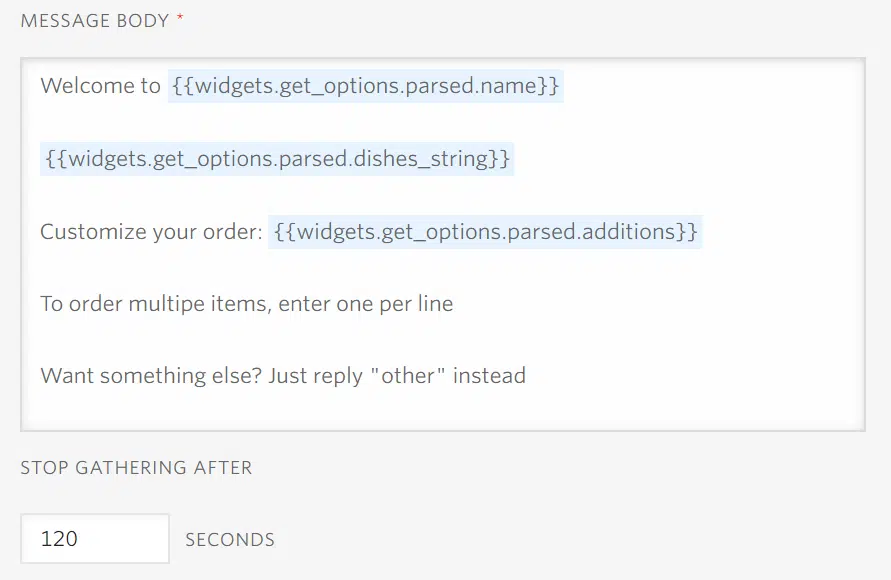 MESSAGE BODY *
Welcome to {{widgets.get_options.parsed.name}}
{{widgets.get_options.parsed.dishes_string}}
Customize your order: {{widgets.get_options.parsed.additions}}
To order multipe items, enter one per line
Want something else? Just reply "other" instead
STOP GATHERING AFTER
120 SECONDS